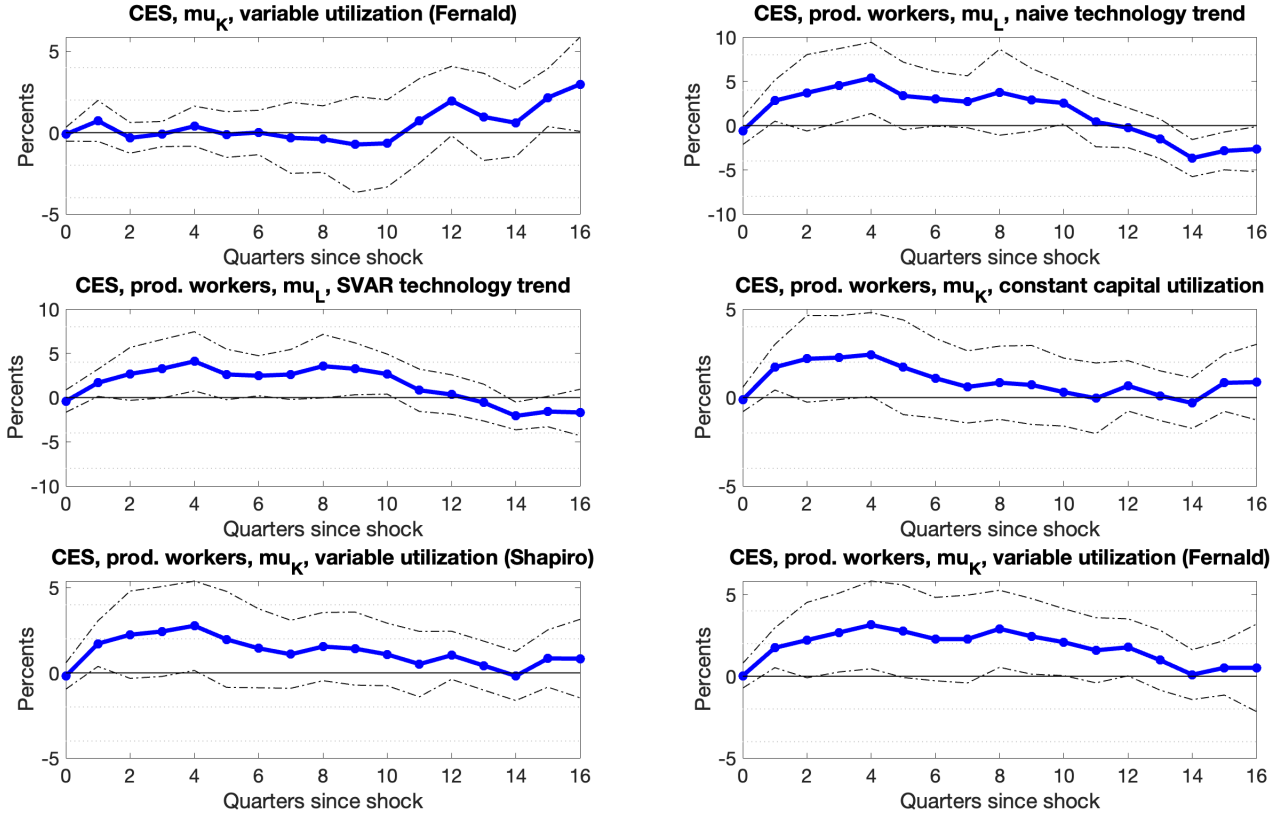 CES, mu_K, variable utilization (Fernald)
5
0
-5
Percents
0 2 4 6 8 10 12 14 16
Quarters since shock
CES, prod. workers, mu_L, naive technology trend
10
5
0
-5
-10
Percents
0 2 4 6 8 10 12 14 16
Quarters since shock
CES, prod. workers, mu_L, SVAR technology trend
10
5
0
-5
-10
Percents
0 2 4 6 8 10 12 14 16
Quarters since shock
CES, prod. workers, mu_K, constant capital utilization
5
0
-5
Percents
0 2 4 6 8 10 12 14 16
Quarters since shock
CES, prod. workers, mu_K, variable utilization (Shapiro)
5
0
-5
Percents
0 2 4 6 8 10 12 14 16
Quarters since shock
CES, prod. workers, mu_K, variable utilization (Fernald)
5
0
-5
Percents
0 2 4 6 8 10 12 14 16
Quarters since shock